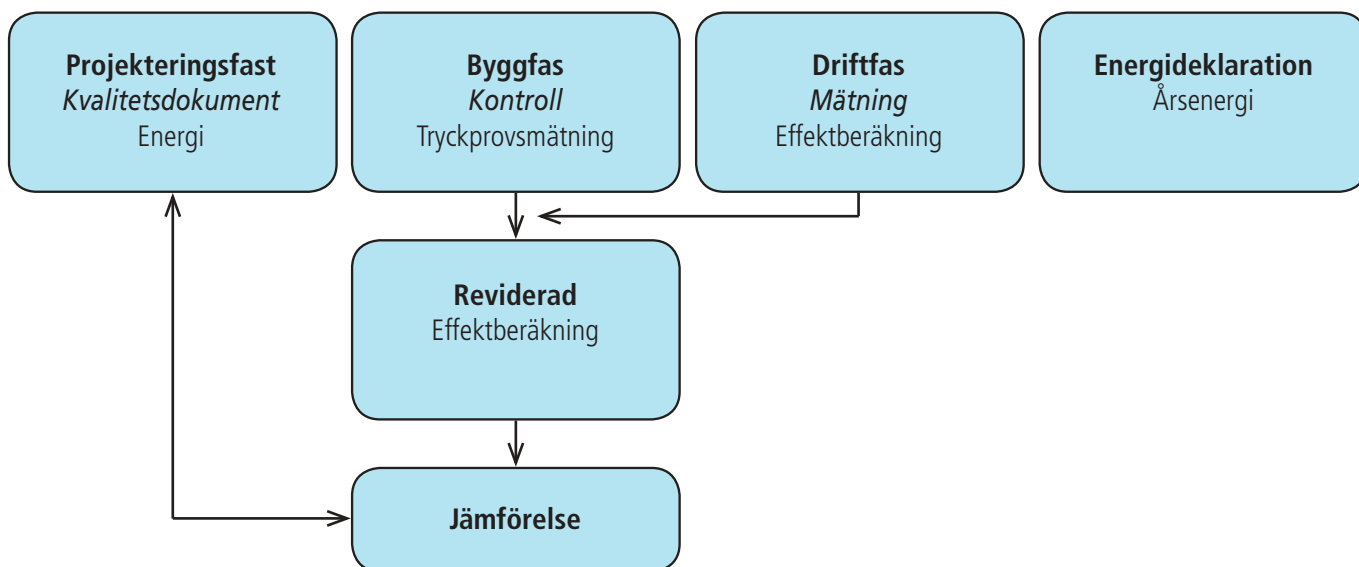 Projekteringsfast
Kvalitetsdokument
Energi
Byggfas
Kontroll
Tryckprovsmätning
Driftfas
Mätning
Effektberäkning
Energideklaration
Årsenergi
Reviderad
Effektberäkning
Jämförelse